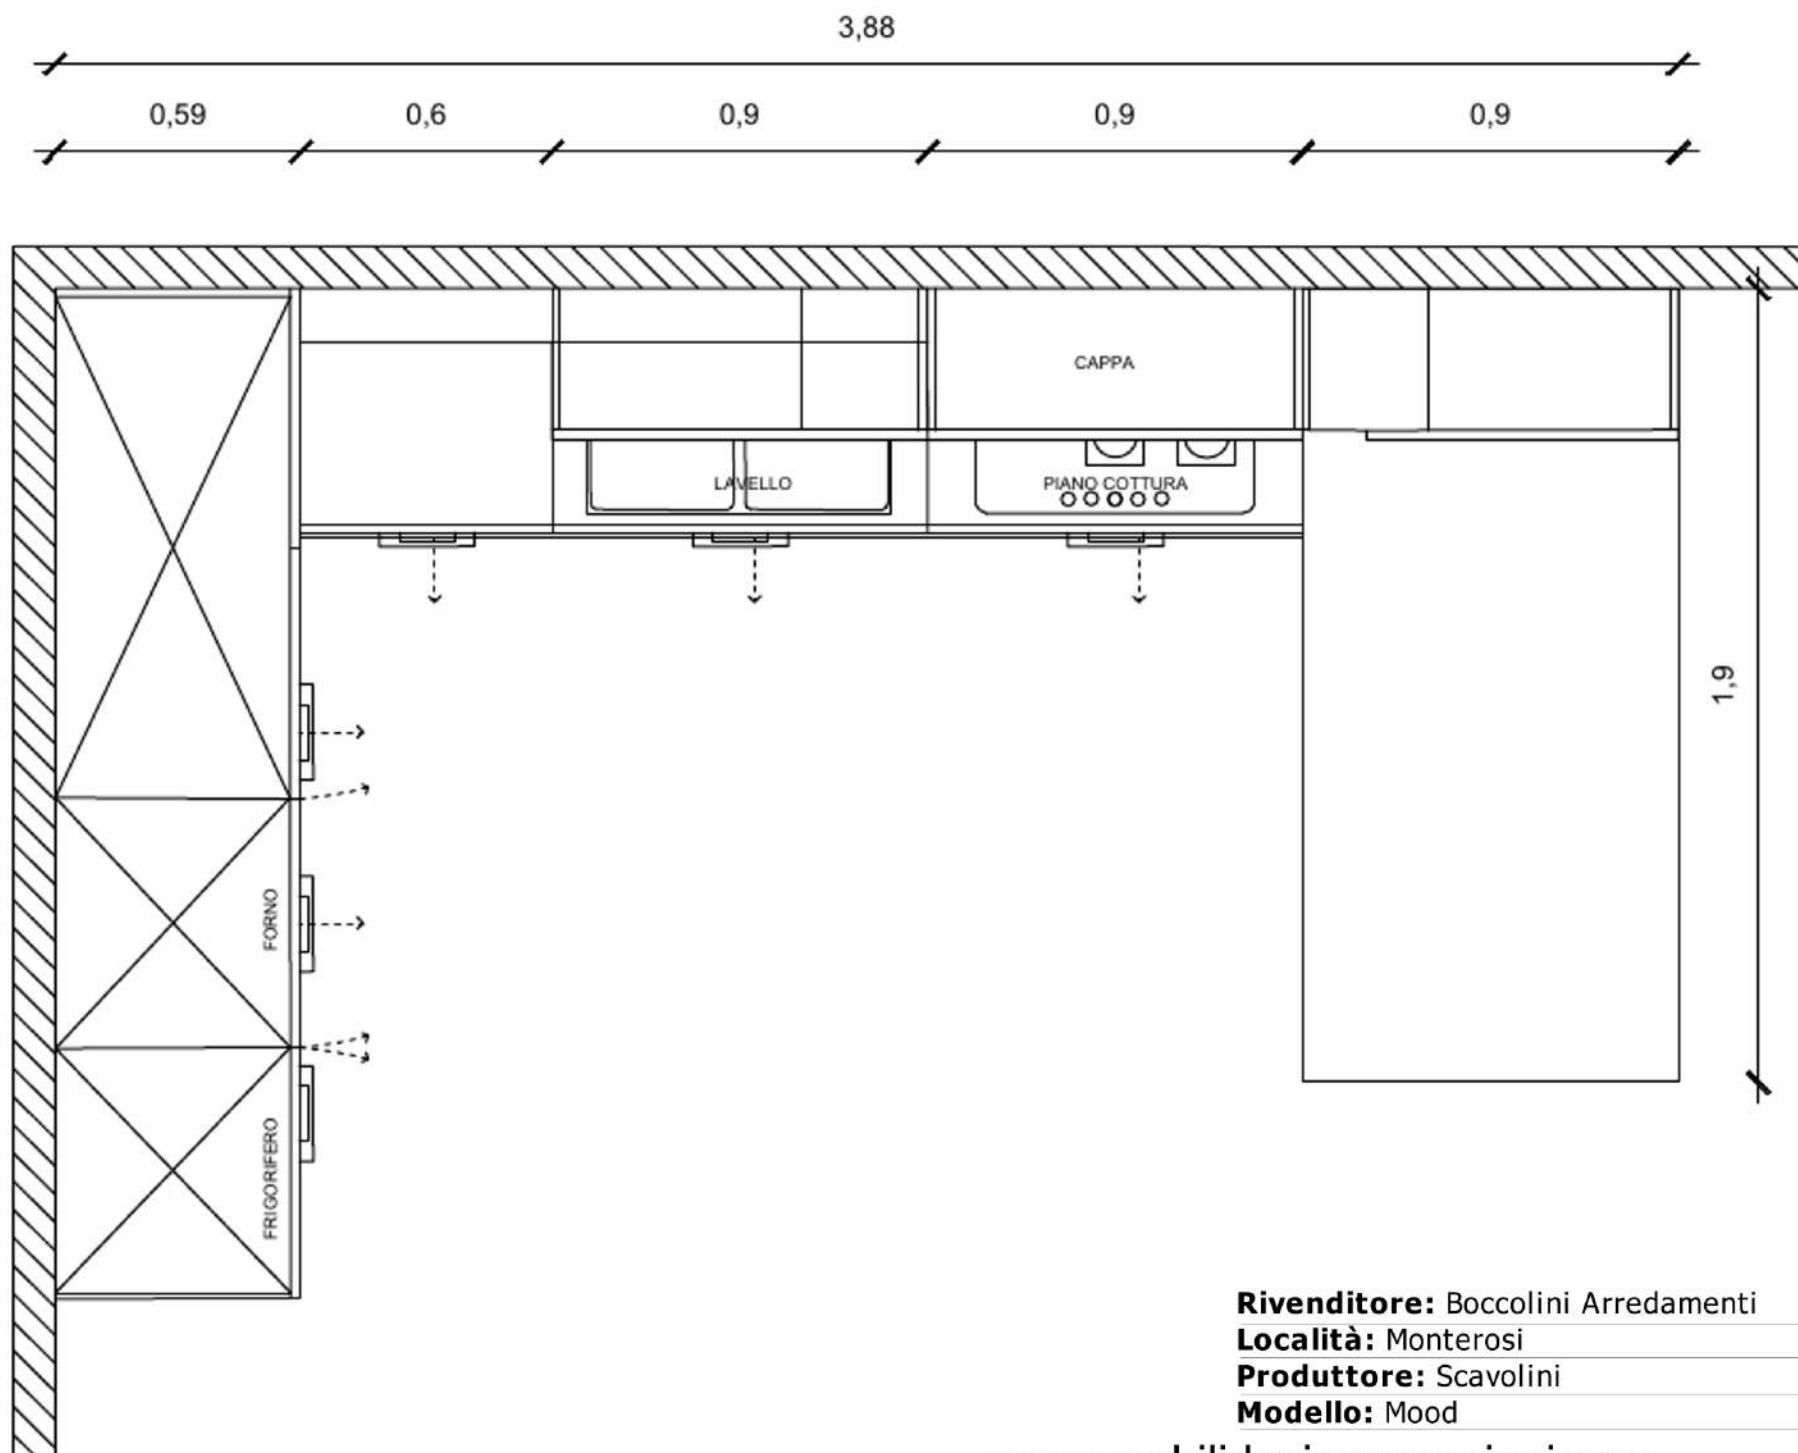 3,88
0,59 0,6 0,9 0,9 0,9
CAPPA
LAVELLO PIANO COTTURA
1,9
FORNO
FRIGORIFERO
Rivenditore: Boccolini Arredamenti
Località: Monterosi
Produttore: Scavolini
Modello: Mood